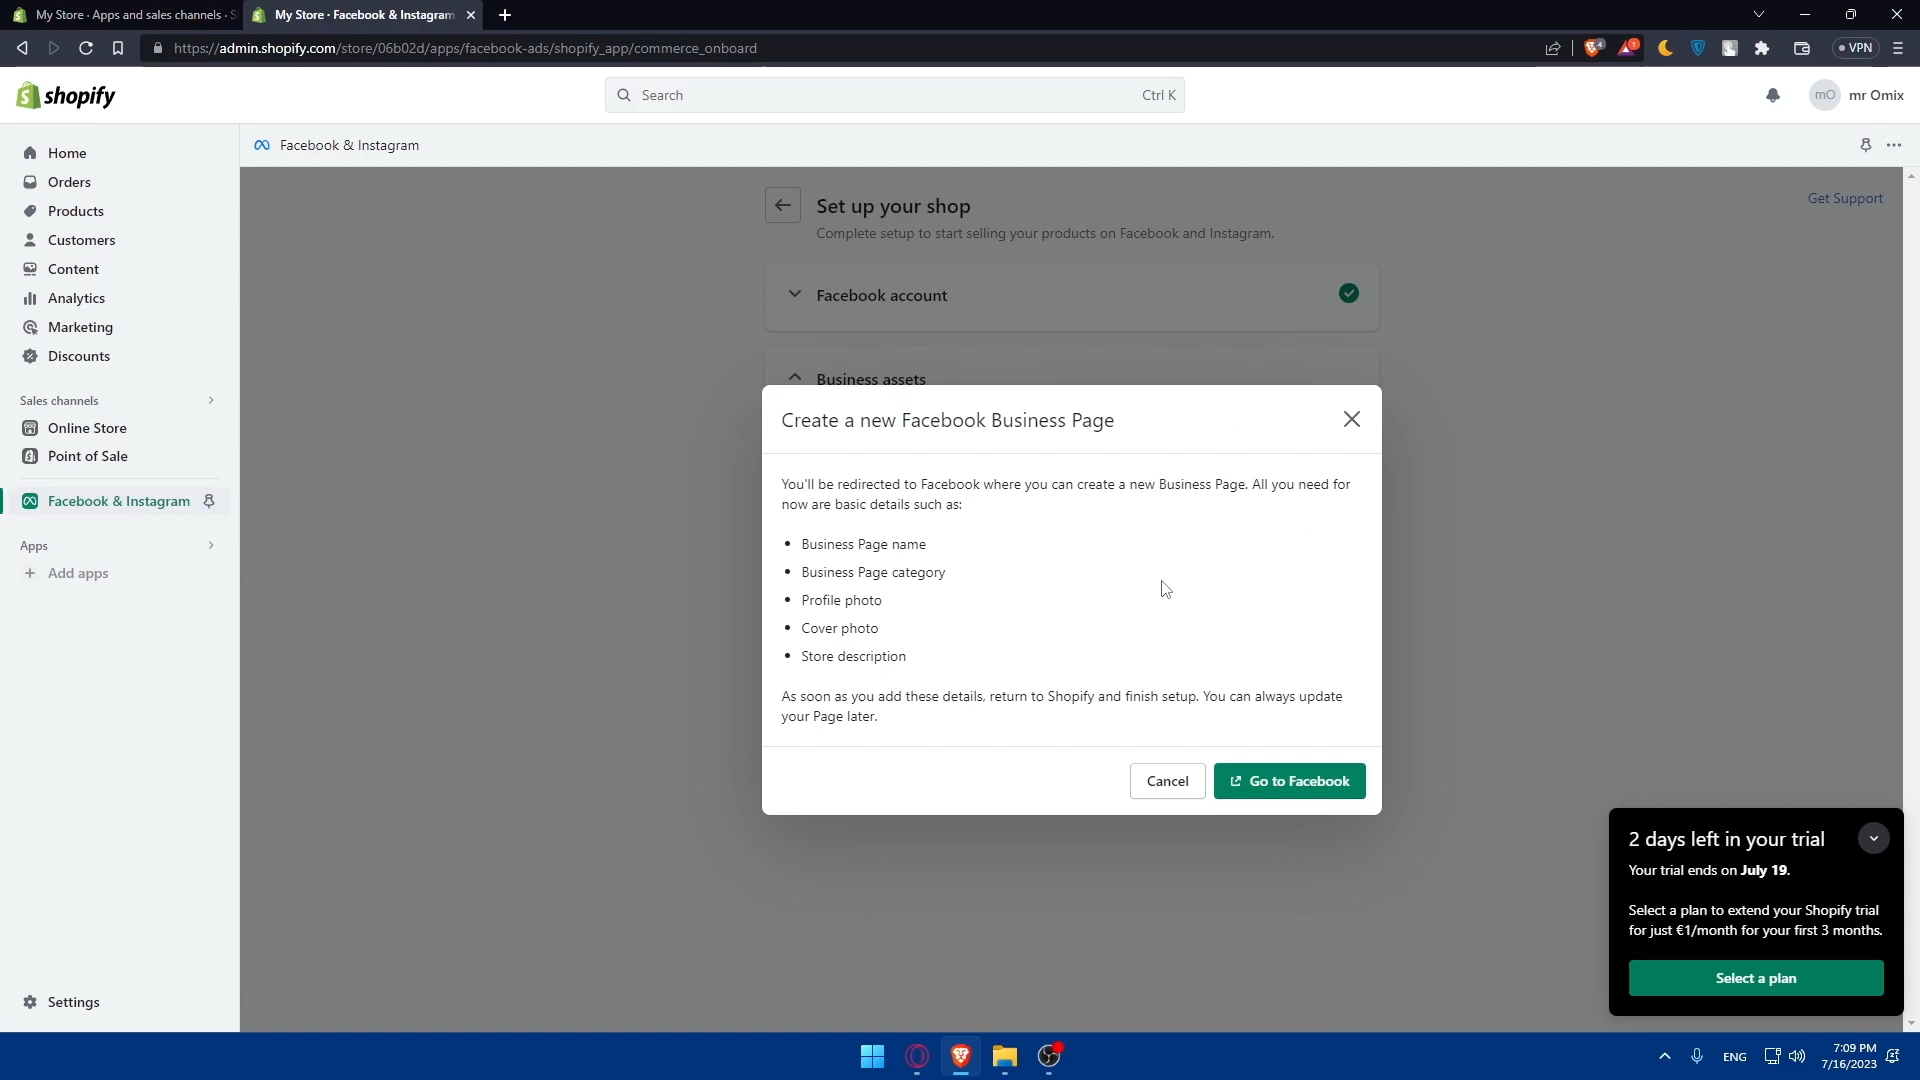 My Store · Apps and sales channels · S
My Store · Facebook & Instagram
https://admin.shopify.com/store/06b02d/apps/facebook-ads/shopify_app/commerce_onboard
4
1
VPN
shopify
Search
Ctrl K
mO
mr Omix
Home
Orders
Products
Customers
Content
Analytics
Marketing
Discounts
Sales channels
Online Store
Point of Sale
Facebook & Instagram
Apps
Add apps
Settings
Facebook & Instagram
Get Support
Set up your shop
Complete setup to start selling your products on Facebook and Instagram.
Facebook account
Business assets
Create a new Facebook Business Page
You'll be redirected to Facebook where you can create a new Business Page. All you need for
now are basic details such as:
• Business Page name
• Business Page category
• Profile photo
• Cover photo
• Store description
As soon as you add these details, return to Shopify and finish setup. You can always update
your Page later.
Cancel
Go to Facebook
2 days left in your trial
Your trial ends on July 19.
Select a plan to extend your Shopify trial
for just €1/month for your first 3 months.
Select a plan
ENG
7:09 PM
7/16/2023